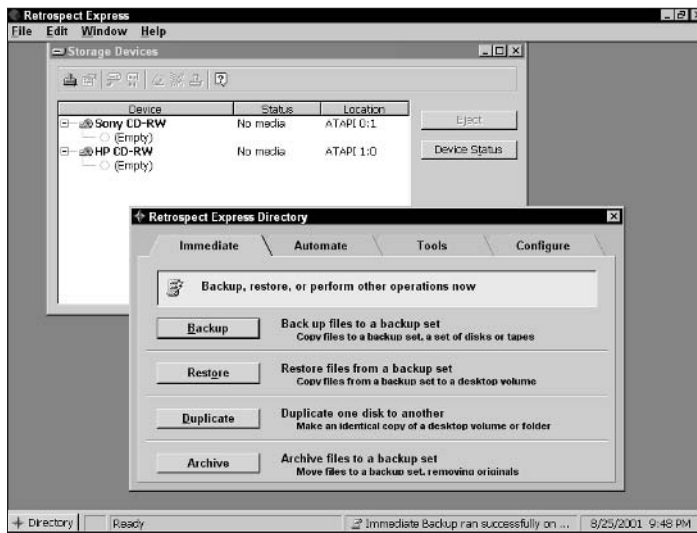 Retrospect Express
File Edit Window Help
Storage Devices
Device Status Location
Sony CD-RW No media ATAPI 0:1
(Empty)
HP CD-RW No media ATAPI 1:0
(Empty)
Eject
Device Status
Retrospect Express Directory
Immediate Automate Tools Configure
Backup, restore, or perform other operations now
Backup
Back up files to a backup set
Copy files to a backup set, a set of disks or tapes
Restore
Restore files from a backup set
Copy files from a backup set to a desktop volume
Duplicate
Duplicate one disk to another
Make an identical copy of a desktop volume or folder
Archive
Archive files to a backup set
Move files to a backup set, removing originals
Directory Ready Immediate Backup ran successfully on ... 8/25/2001 9:48 PM